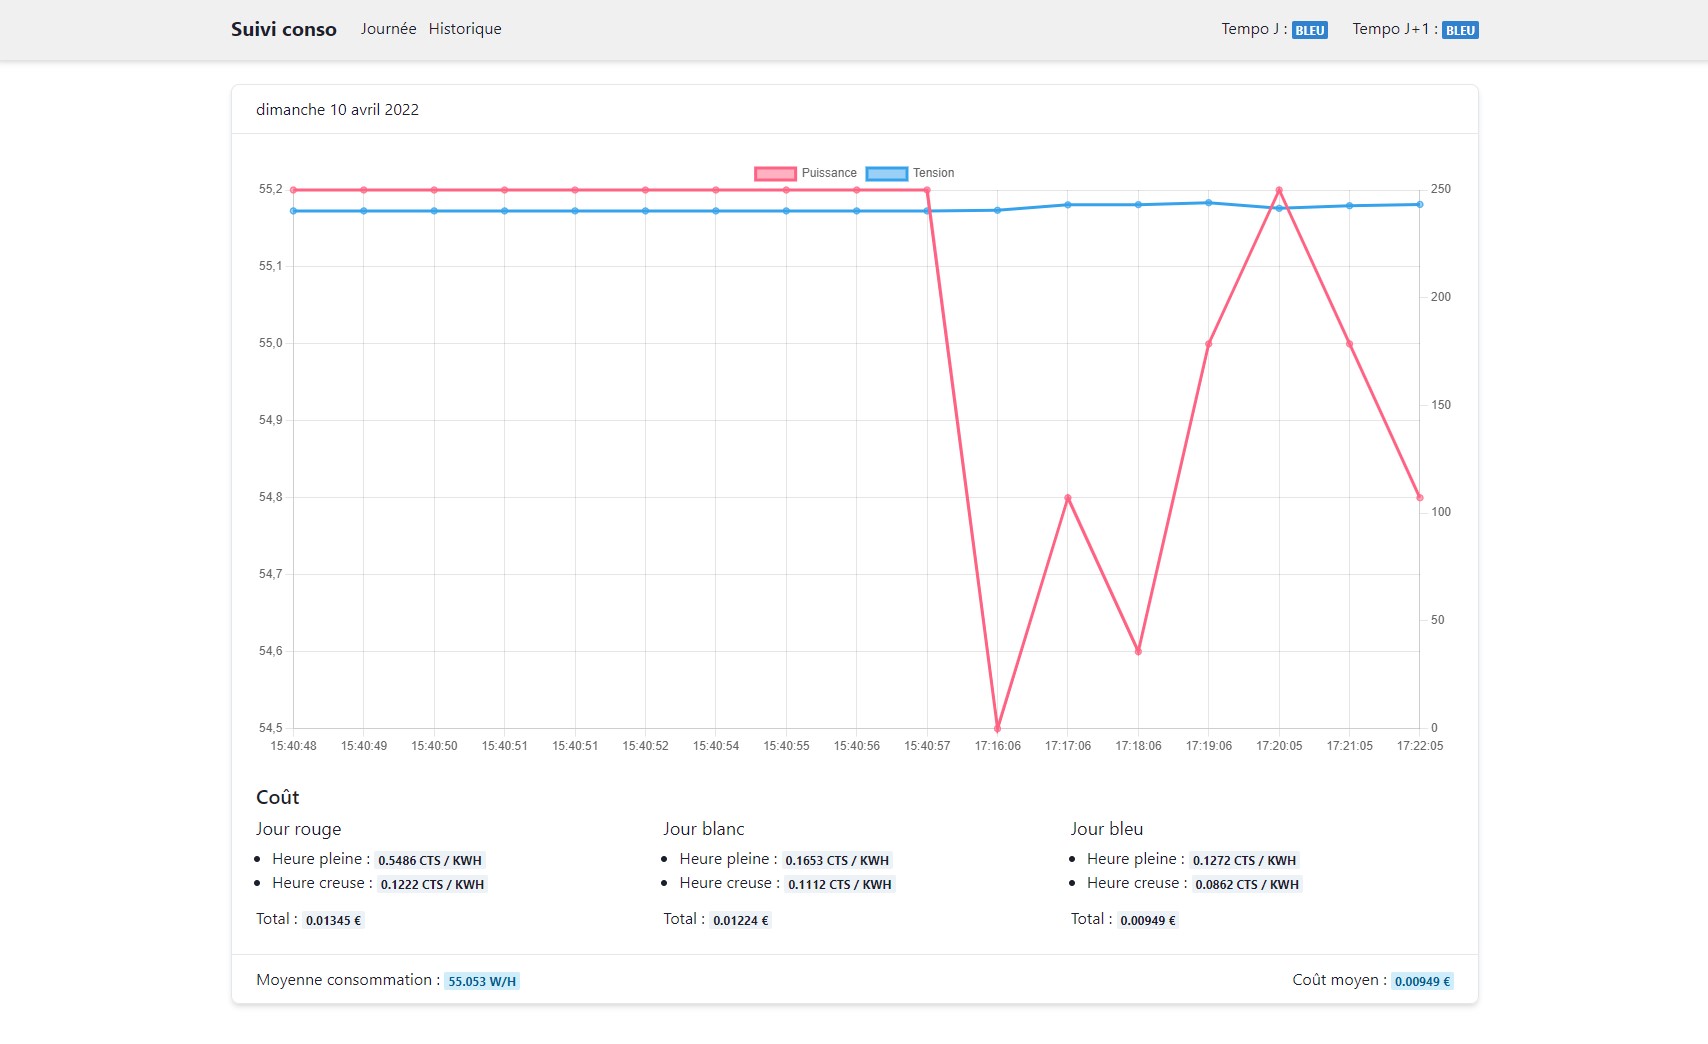 Suivi conso Journée Historique Tempo J : BLEU Tempo J+1 : BLEU
dimanche 10 avril 2022
Puissance Tension
55,2 250
55,1
200
55,0
150
54,9
54,8
100
54,7
50
54,6
54,5 0
15:40:48 15:40:49 15:40:50 15:40:51 15:40:51 15:40:52 15:40:54 15:40:55 15:40:56 15:40:57 17:16:06 17:17:06 17:18:06 17:19:06 17:20:05 17:21:05 17:22:05
Coût
Jour rouge
Heure pleine : 0.5486 CTS / KWH
Heure creuse : 0.1222 CTS / KWH
Total : 0.01345 €
Jour blanc
Heure pleine : 0.1653 CTS / KWH
Heure creuse : 0.1112 CTS / KWH
Total : 0.01224 €
Jour bleu
Heure pleine : 0.1272 CTS / KWH
Heure creuse : 0.0862 CTS / KWH
Total : 0.00949 €
Moyenne consommation : 55.053 W/H Coût moyen : 0.00949 €